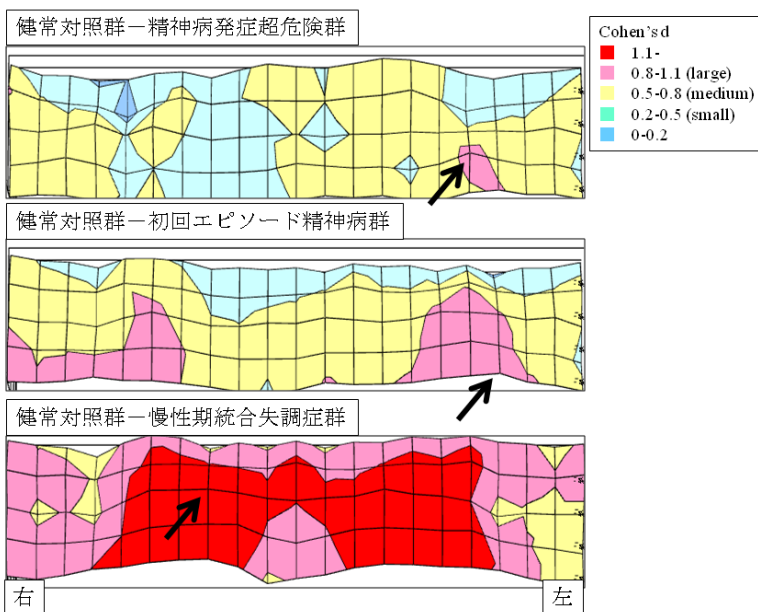 健常対照群－精神病発症超危険群
Cohen's d
1.1-
0.8-1.1 (large)
0.5-0.8 (medium)
0.2-0.5 (small)
0-0.2
健常対照群－初回エピソード精神病群
健常対照群－慢性期統合失調症群
右
左